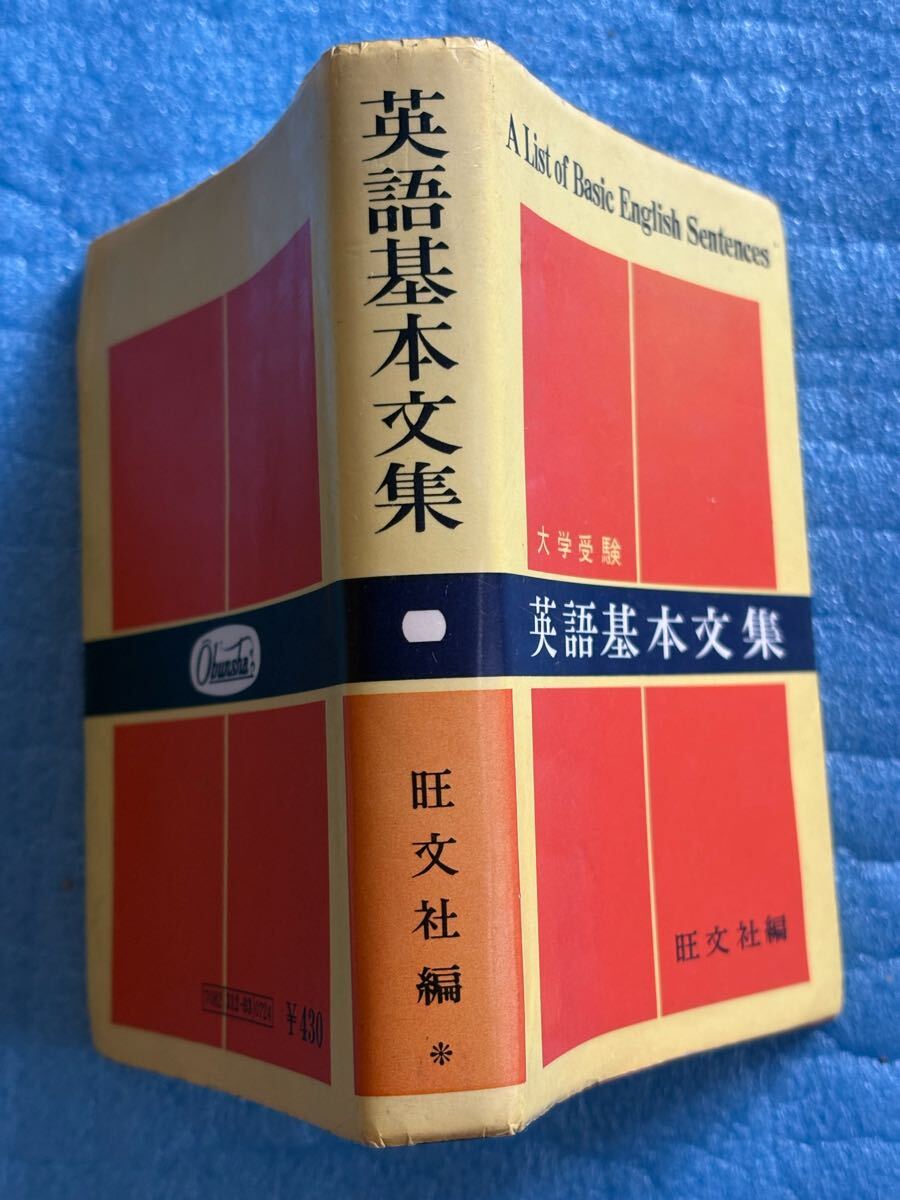 英語基本文集
旺文社編
*
A List of Basic English Sentences
大学受験
英語基本文集
旺文社編
Obunsha
¥430